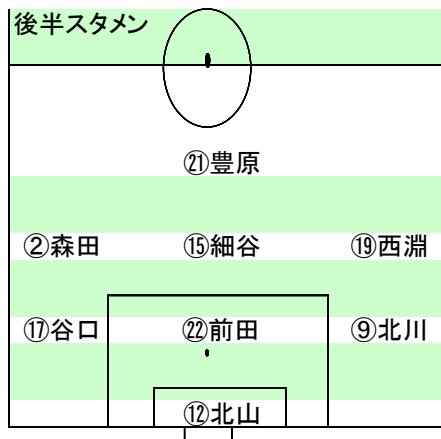 後半スタメン
㉑豊原
②森田 ⑮細谷 ⑲西淵
⑰谷口 ㉒前田 ⑨北川
⑫北山